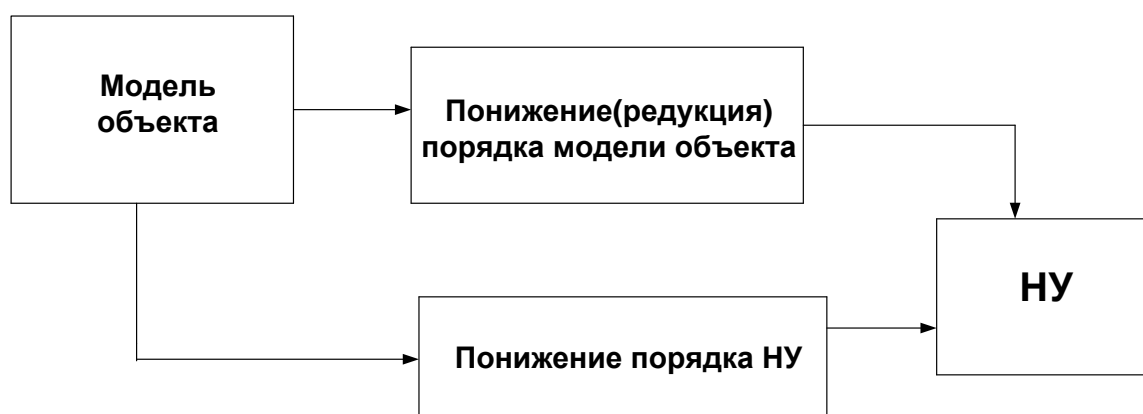 Модель
объекта
Понижение(редукция)
порядка модели объекта
НУ
Понижение порядка НУ